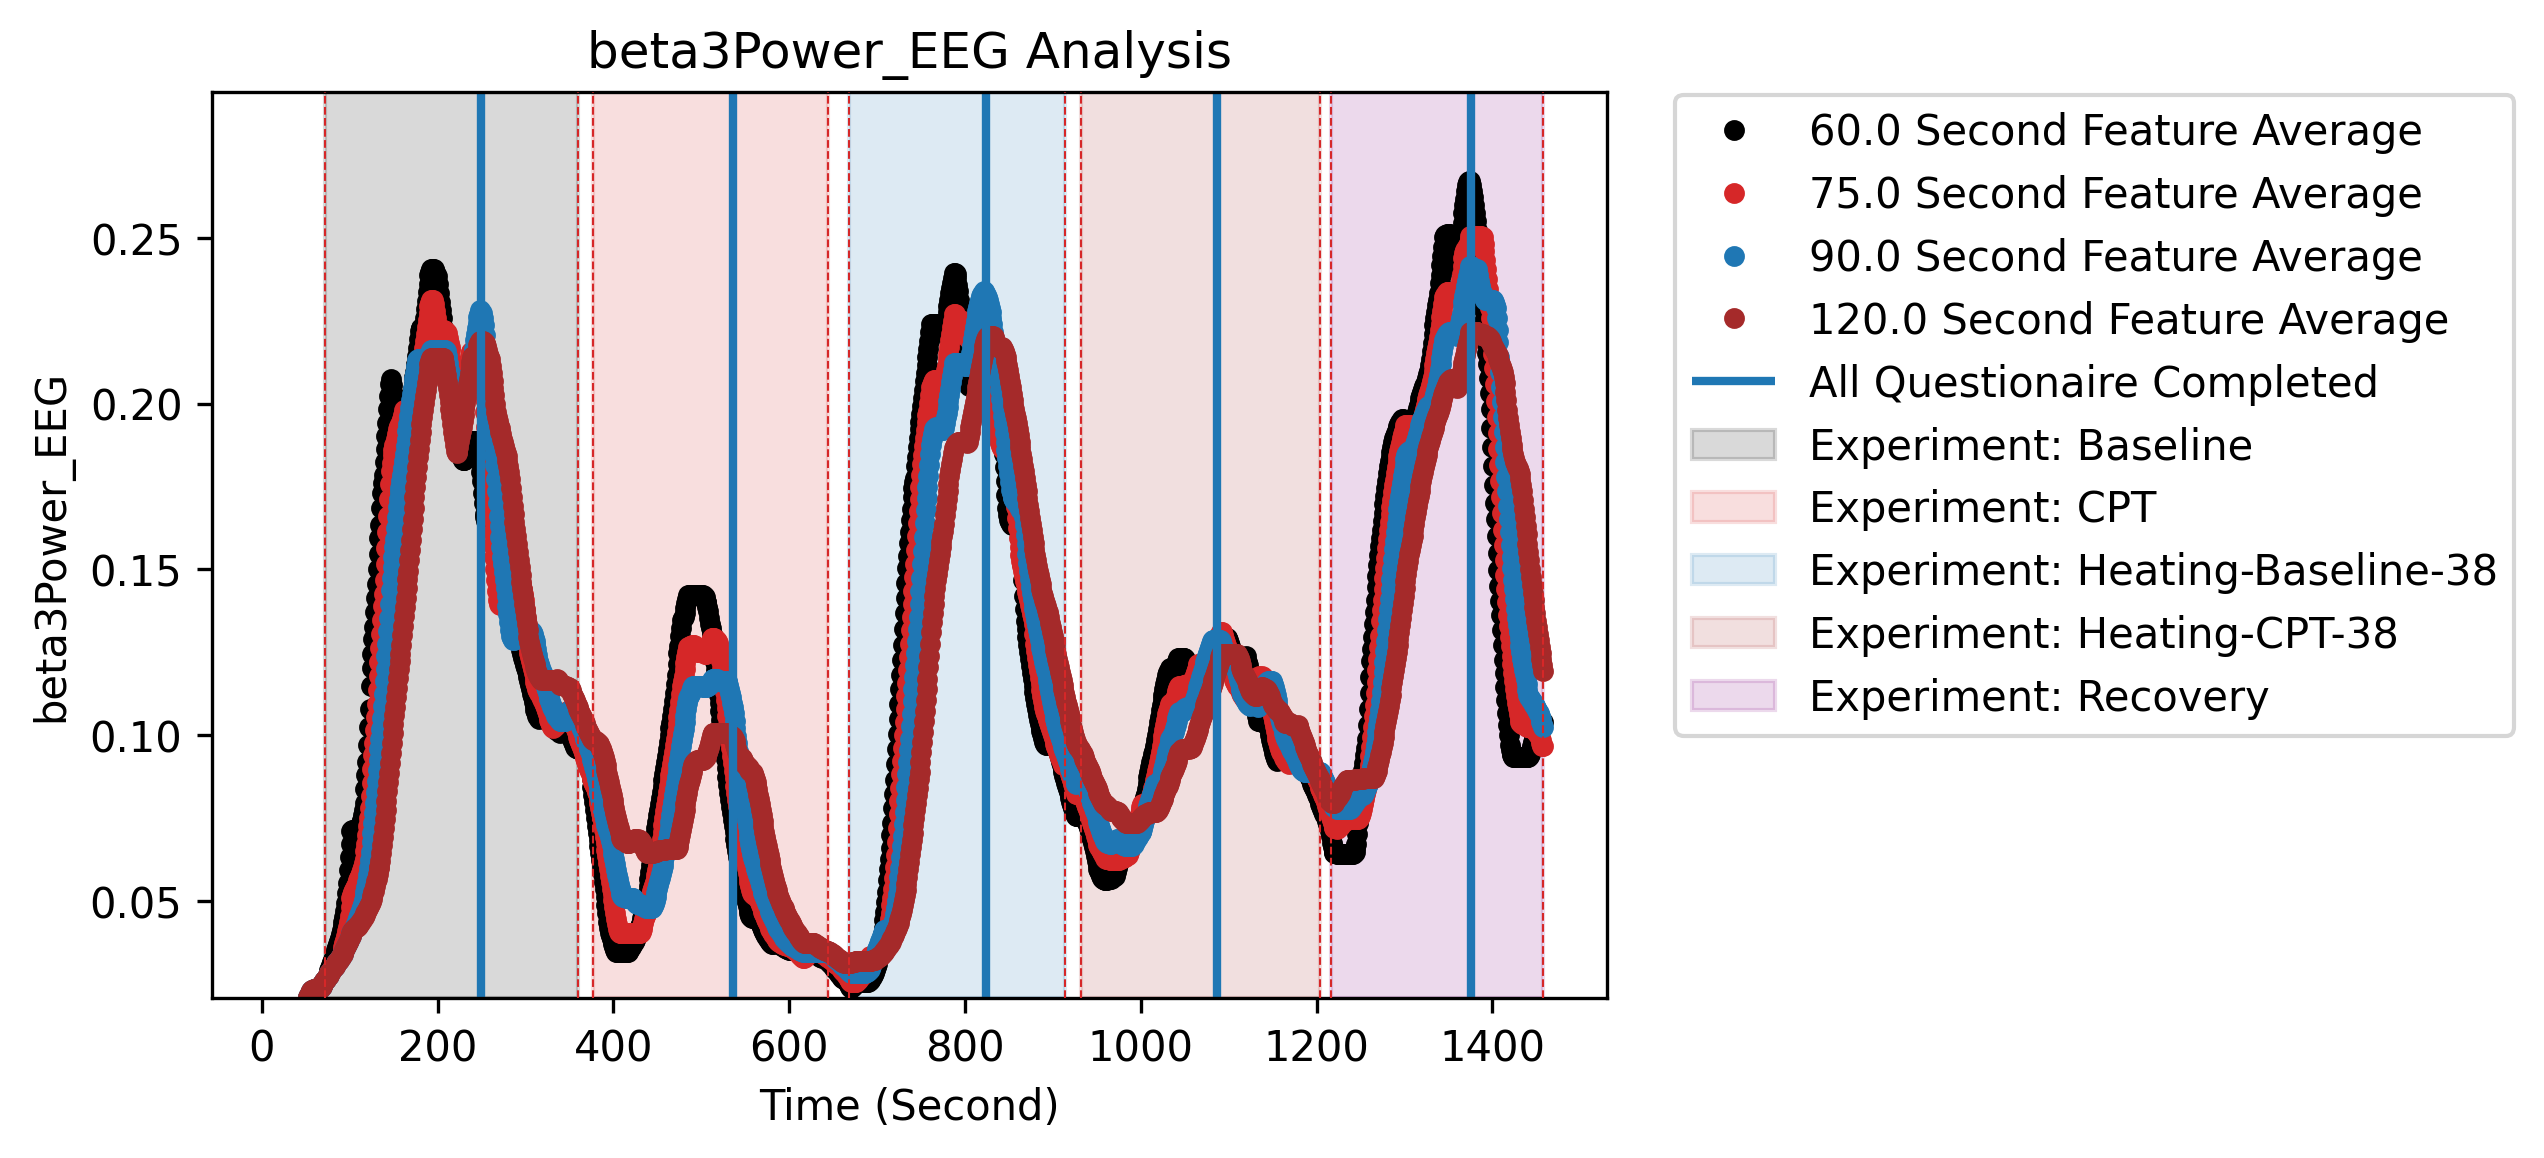 beta3Power_EEG Analysis
beta3Power_EEG
0.25
0.20
0.15
0.10
0.05
0
200
400
600
800
1000
1200
1400
Time (Second)
60.0 Second Feature Average
75.0 Second Feature Average
90.0 Second Feature Average
120.0 Second Feature Average
All Questionaire Completed
Experiment: Baseline
Experiment: CPT
Experiment: Heating-Baseline-38
Experiment: Heating-CPT-38
Experiment: Recovery